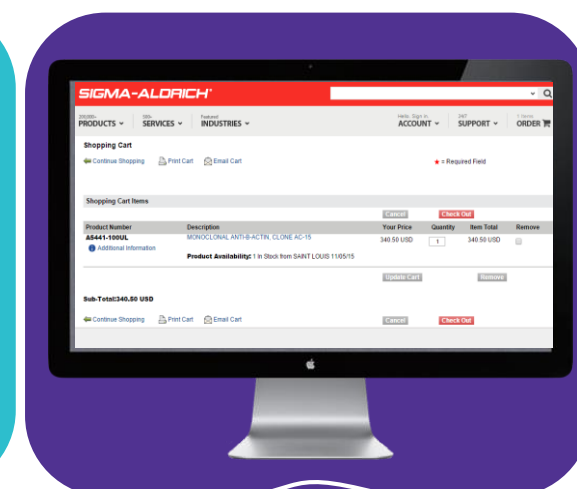 SIGMA-ALDRICH
PRODUCTS SERVICES INDUSTRIES ACCOUNT SUPPORT ORDER
Shopping Cart
Continue Shopping Print Cart Email Cart * = Required Field
Shopping Cart Items
Cancel Check Out
Product Number Description Your Price Quantity Item Total Remove
A5441-100UL MONOCLONAL ANTI-B-ACTIN, CLONE AC-15 340.50 USD 1 340.50 USD
Additional Information
Product Availability: 1 In Stock from SAINT LOUIS 11/05/15
Update Cart Remove
Sub-Total:340.50 USD
Continue Shopping Print Cart Email Cart Cancel Check Out